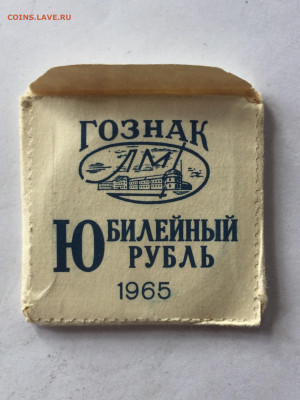 COINS.LAVE.RU
ГОЗНАК
ЛМД
ЮБИЛЕЙНЫЙ
РУБЛЬ
1965